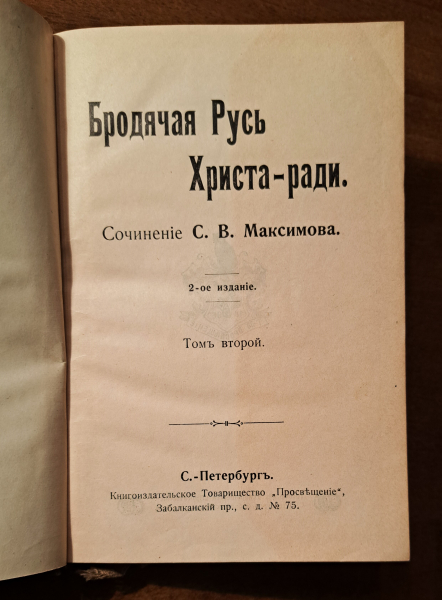 Бродячая Русь
Христа-ради.
Сочиненіе С. В. Максимова.
2-ое изданіе.
Томъ второй.
С.-Петербургъ.
Книгоиздательское Товарищество „Просвѣщеніе“,
Забалканскій пр., с. д. № 75.